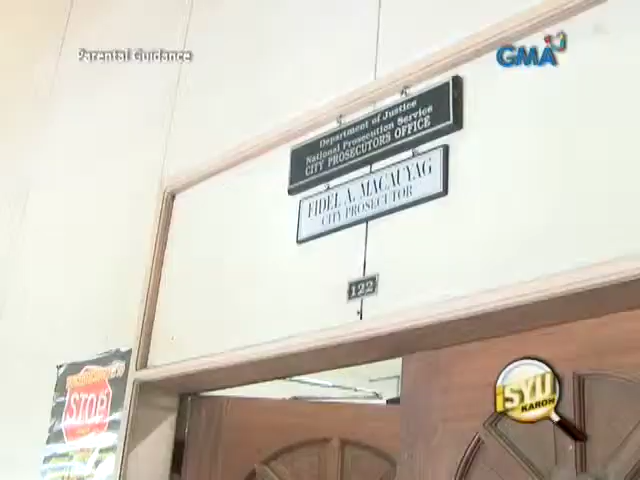 Parental Guidance
GMA
Department of Justice
National Prosecution Service
CITY PROSECUTORS OFFICE
FIDEL A. MACAUYAG
CITY PROSECUTOR
122
STOP
iSYU
KARON